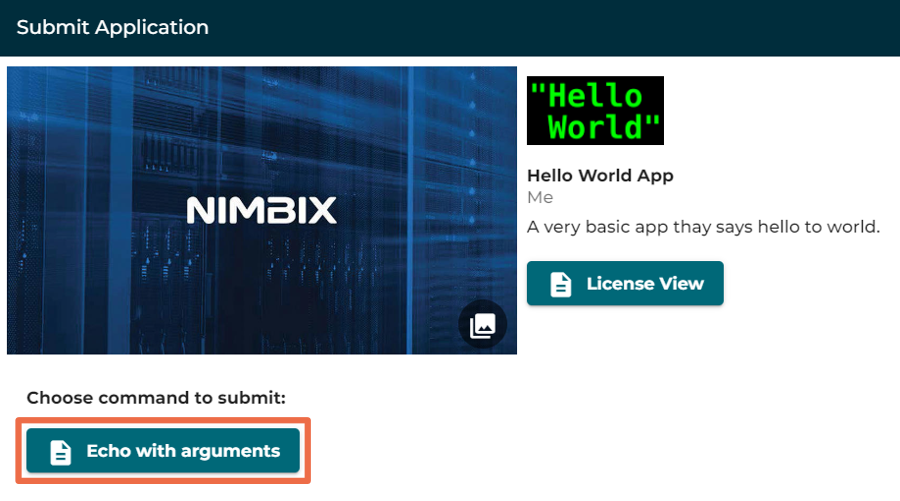 Submit Application
NIMBIX
"Hello
World"
Hello World App
Me
A very basic app thay says hello to world.
License View
Choose command to submit:
Echo with arguments